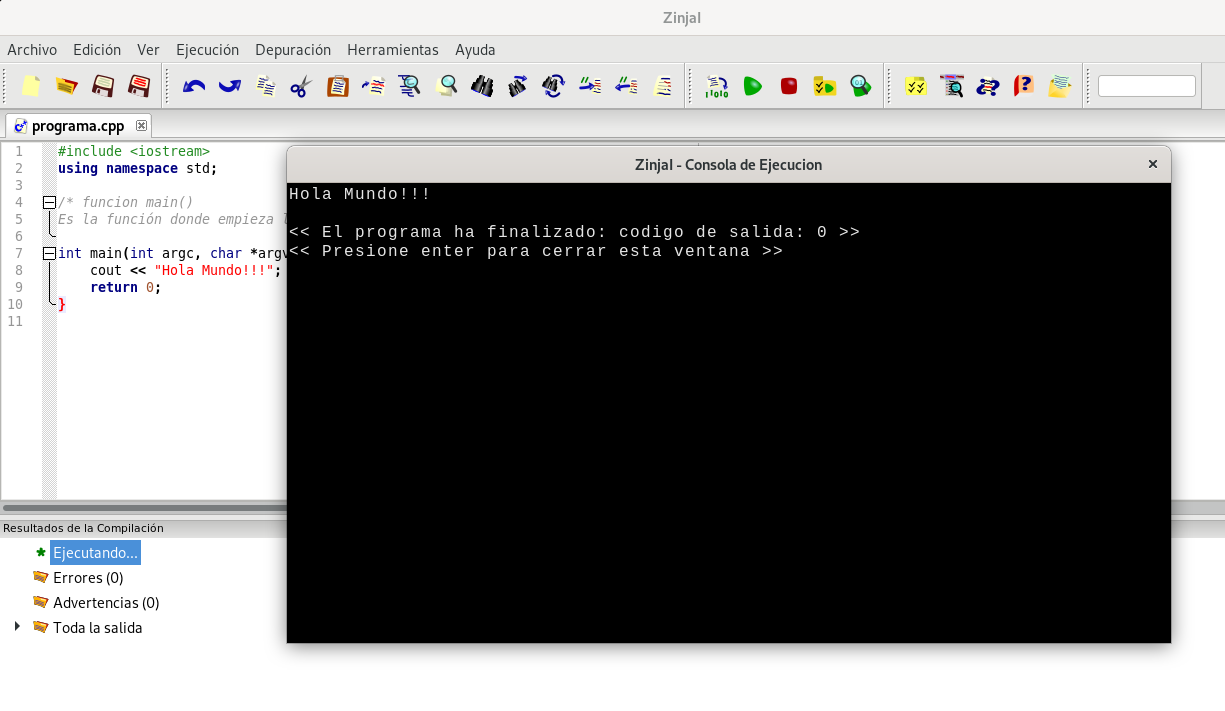 ZinjaI
Archivo Edición Ver Ejecución Depuración Herramientas Ayuda
programa.cpp
1 #include <iostream>
2 using namespace std;
3
4 /* funcion main()
5 Es la función donde empieza
6
7 int main(int argc, char *argv
8 cout << "Hola Mundo!!!";
9 return 0;
10 }
11
ZinjaI - Consola de Ejecucion
Hola Mundo!!!
<< El programa ha finalizado: codigo de salida: 0 >>
<< Presione enter para cerrar esta ventana >>
Resultados de la Compilación
Ejecutando...
Errores (0)
Advertencias (0)
Toda la salida